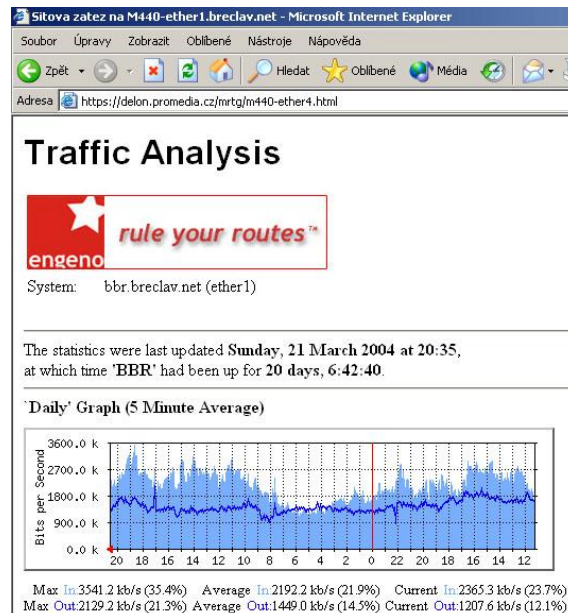 Sitova zatez na M440-ether1.breclav.net - Microsoft Internet Explorer
Soubor Úpravy Zobrazit Oblíbené Nástroje Nápověda
Zpět Hledat Oblíbené Média
Adresa https://delon.promedia.cz/mrtg/m440-ether4.html
Traffic Analysis
engeno rule your routes™
System: bbr.breclav.net (ether1)
The statistics were last updated Sunday, 21 March 2004 at 20:35,
at which time 'BBR' had been up for 20 days, 6:42:40.
`Daily' Graph (5 Minute Average)
Bits per Second
3600.0 k
2700.0 k
1800.0 k
900.0 k
0.0 k
20 18 16 14 12 10 8 6 4 2 0 22 20 18 16 14 12
Max In:3541.2 kb/s (35.4%) Average In:2192.2 kb/s (21.9%) Current In:2365.3 kb/s (23.7%)
Max Out:2129.2 kb/s (21.3%) Average Out:1449.0 kb/s (14.5%) Current Out:1207.6 kb/s (12.1%)